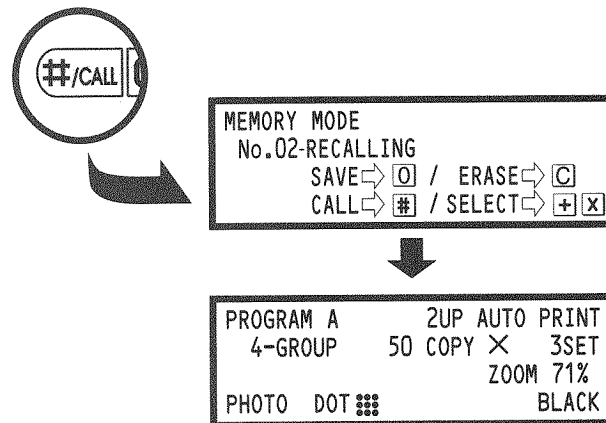 #/CALL
MEMORY MODE
No.02-RECALLING
SAVE⇨ 0 / ERASE⇨ C
CALL⇨ # / SELECT⇨ + X
PROGRAM A 2UP AUTO PRINT
4-GROUP 50 COPY × 3SET
ZOOM 71%
PHOTO DOT BLACK